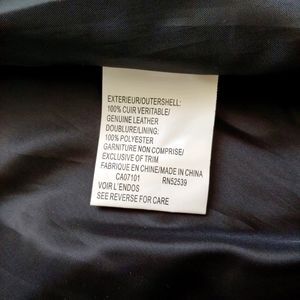 EXTERIEUR/OUTERSHELL:
100% CUIR VERITABLE/
GENUINE LEATHER
DOUBLURE/LINING:
100% POLYESTER
GARNITURE NON COMPRISE/
EXCLUSIVE OF TRIM
FABRIQUE EN CHINE/MADE IN CHINA
CA07101 RN52539
VOIR L'ENDOS
SEE REVERSE FOR CARE